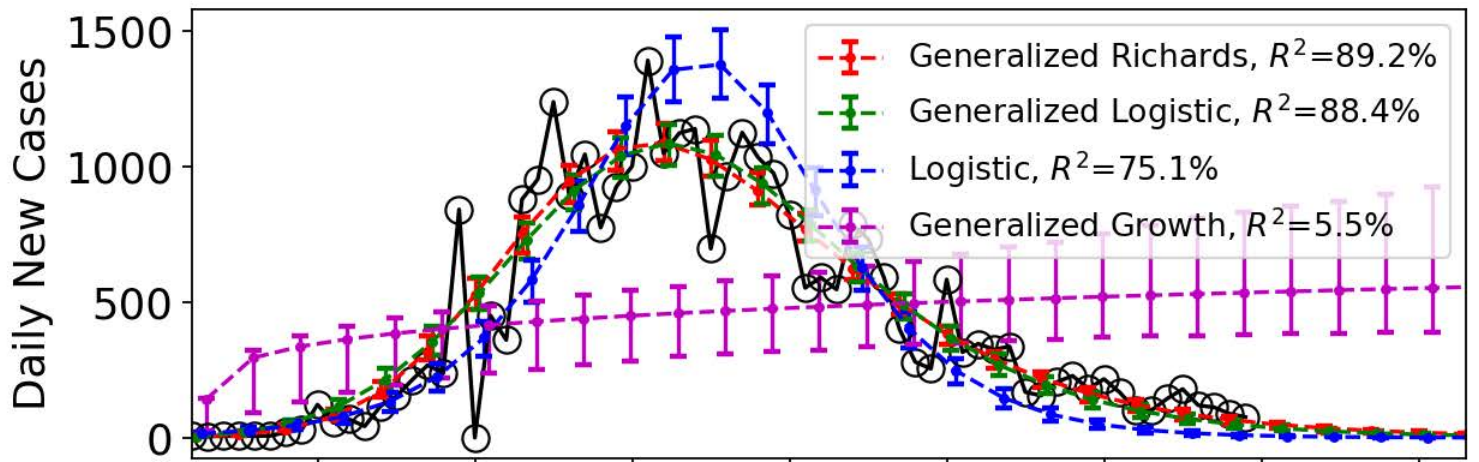 Daily New Cases
1500
1000
500
0
Generalized Richards, R²=89.2%
Generalized Logistic, R²=88.4%
Logistic, R²=75.1%
Generalized Growth, R²=5.5%